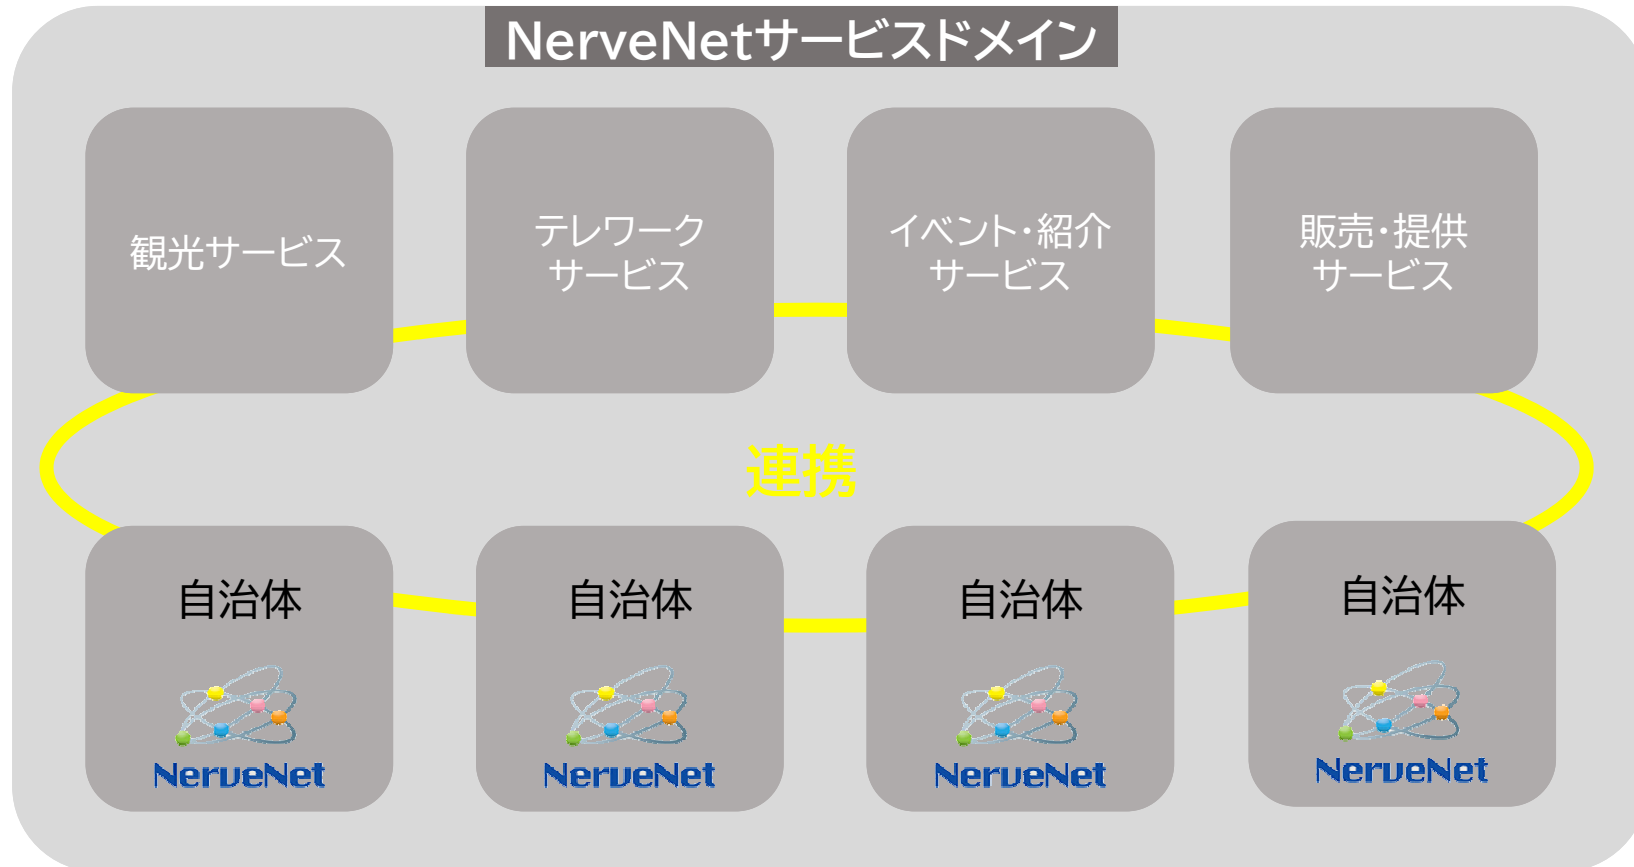 NerveNetサービスドメイン
観光サービス
テレワーク
サービス
イベント・紹介
サービス
販売・提供
サービス
連携
自治体
自治体
自治体
自治体
NerveNet
NerveNet
NerveNet
NerveNet